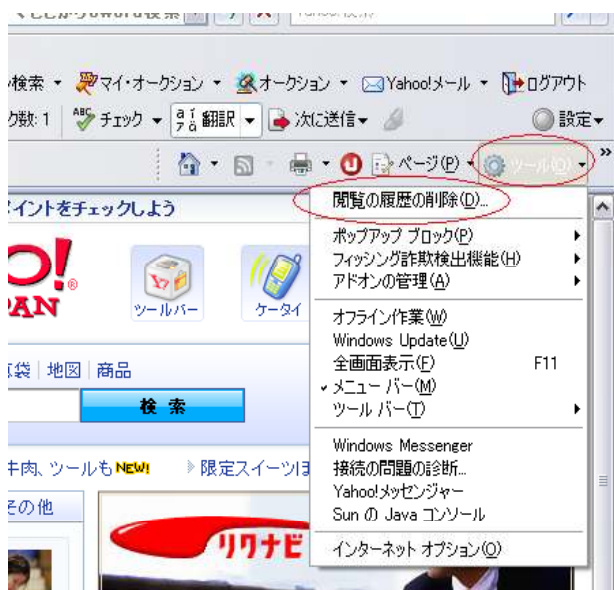 検索 マイ・オークション オークション Yahoo!メール ログアウト
ク数: 1 チェック 翻訳 次に送信 設定
ページ(P) ツール(O) »
閲覧の履歴の削除(D)...
ポップアップ ブロック(P)
フィッシング詐欺検出機能(H)
アドオンの管理(A)
オフライン作業(W)
Windows Update(U)
全画面表示(F) F11
メニュー バー(M)
ツール バー(T)
Windows Messenger
接続の問題の診断...
Yahoo!メッセンジャー
Sun の Java コンソール
インターネット オプション(O)
イントをチェックしよう
O!
PAN
ツールバー ケータイ
袋 地図 商品
検 索
牛肉、ツールも NEW! 限定スイーツほ
その他
リクナビ